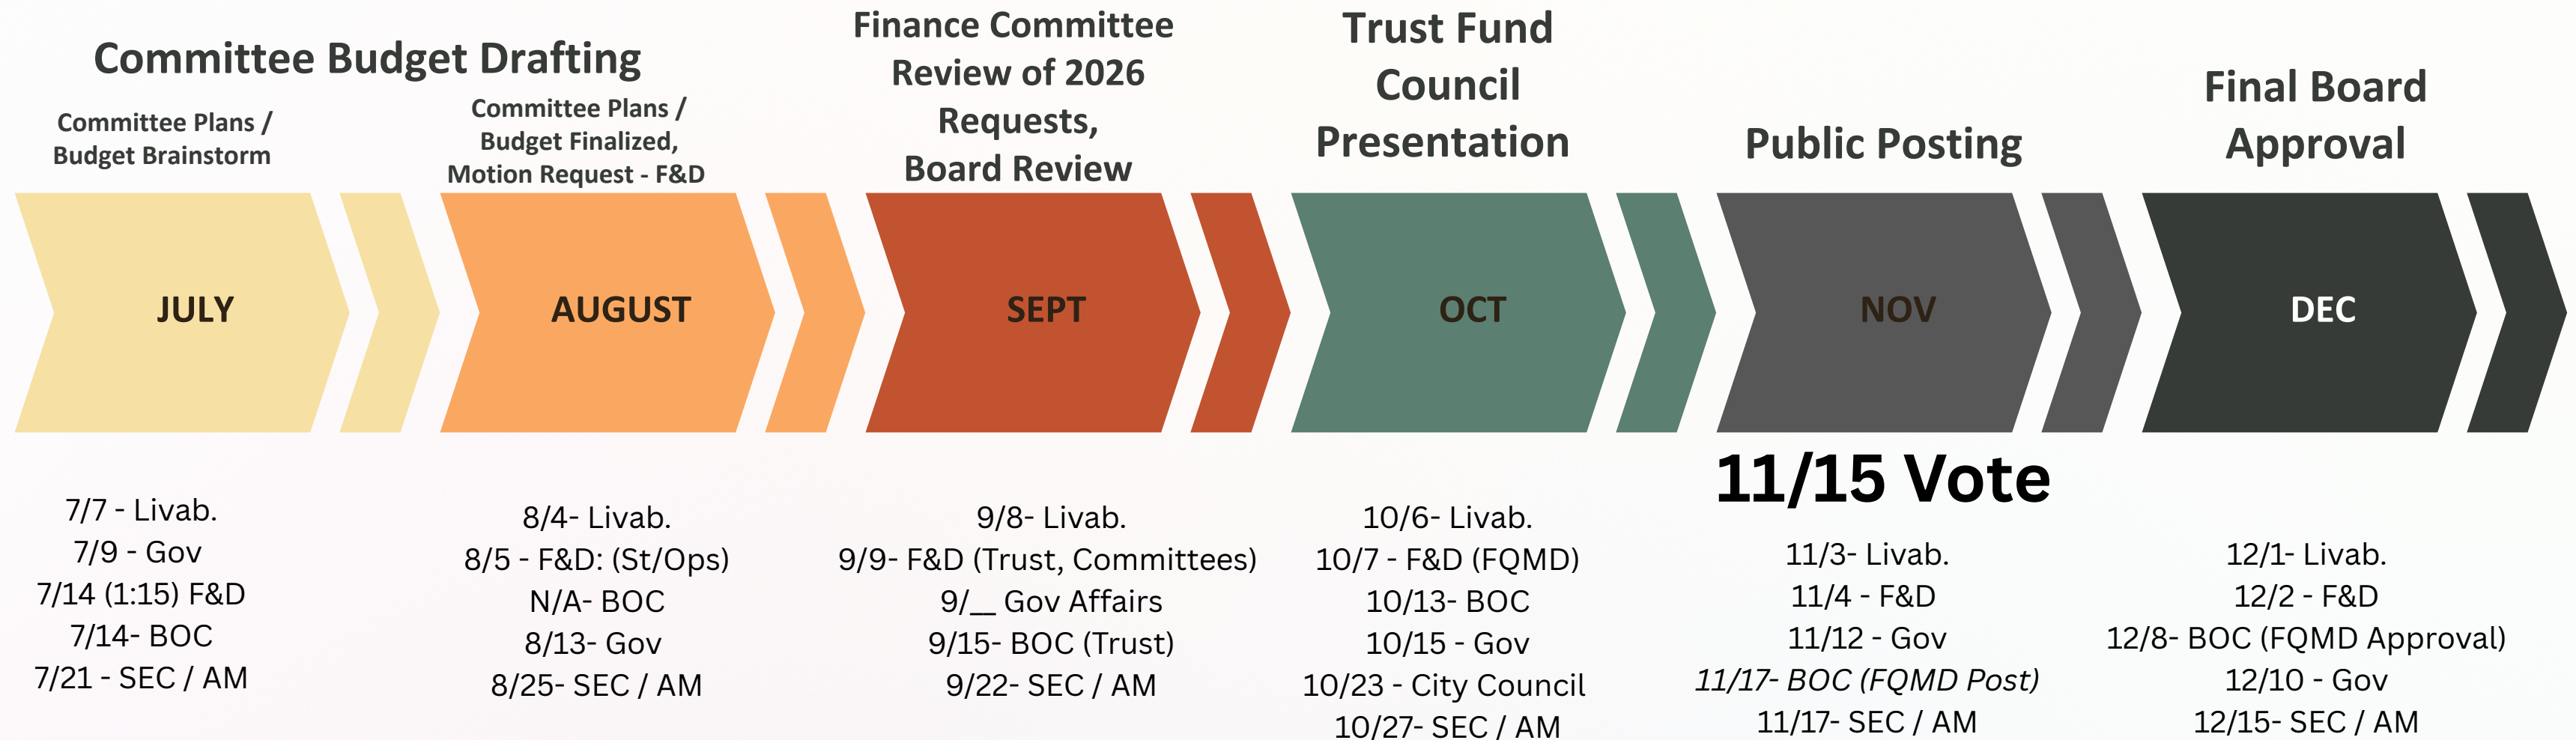 Committee Budget Drafting
Committee Plans /
Budget Brainstorm
Committee Plans /
Budget Finalized,
Motion Request - F&D
Finance Committee
Review of 2026
Requests,
Board Review
Trust Fund
Council
Presentation
Public Posting
Final Board
Approval
JULY
AUGUST
SEPT
OCT
NOV
DEC
7/7 - Livab.
7/9 - Gov
7/14 (1:15) F&D
7/14- BOC
7/21 - SEC / AM
8/4- Livab.
8/5 - F&D: (St/Ops)
N/A- BOC
8/13- Gov
8/25- SEC / AM
9/8- Livab.
9/9- F&D (Trust, Committees)
9/__ Gov Affairs
9/15- BOC (Trust)
9/22- SEC / AM
10/6- Livab.
10/7 - F&D (FQMD)
10/13- BOC
10/15 - Gov
10/23 - City Council
10/27- SEC / AM
11/15 Vote
11/3- Livab.
11/4 - F&D
11/12 - Gov
11/17- BOC (FQMD Post)
11/17- SEC / AM
12/1- Livab.
12/2 - F&D
12/8- BOC (FQMD Approval)
12/10 - Gov
12/15- SEC / AM